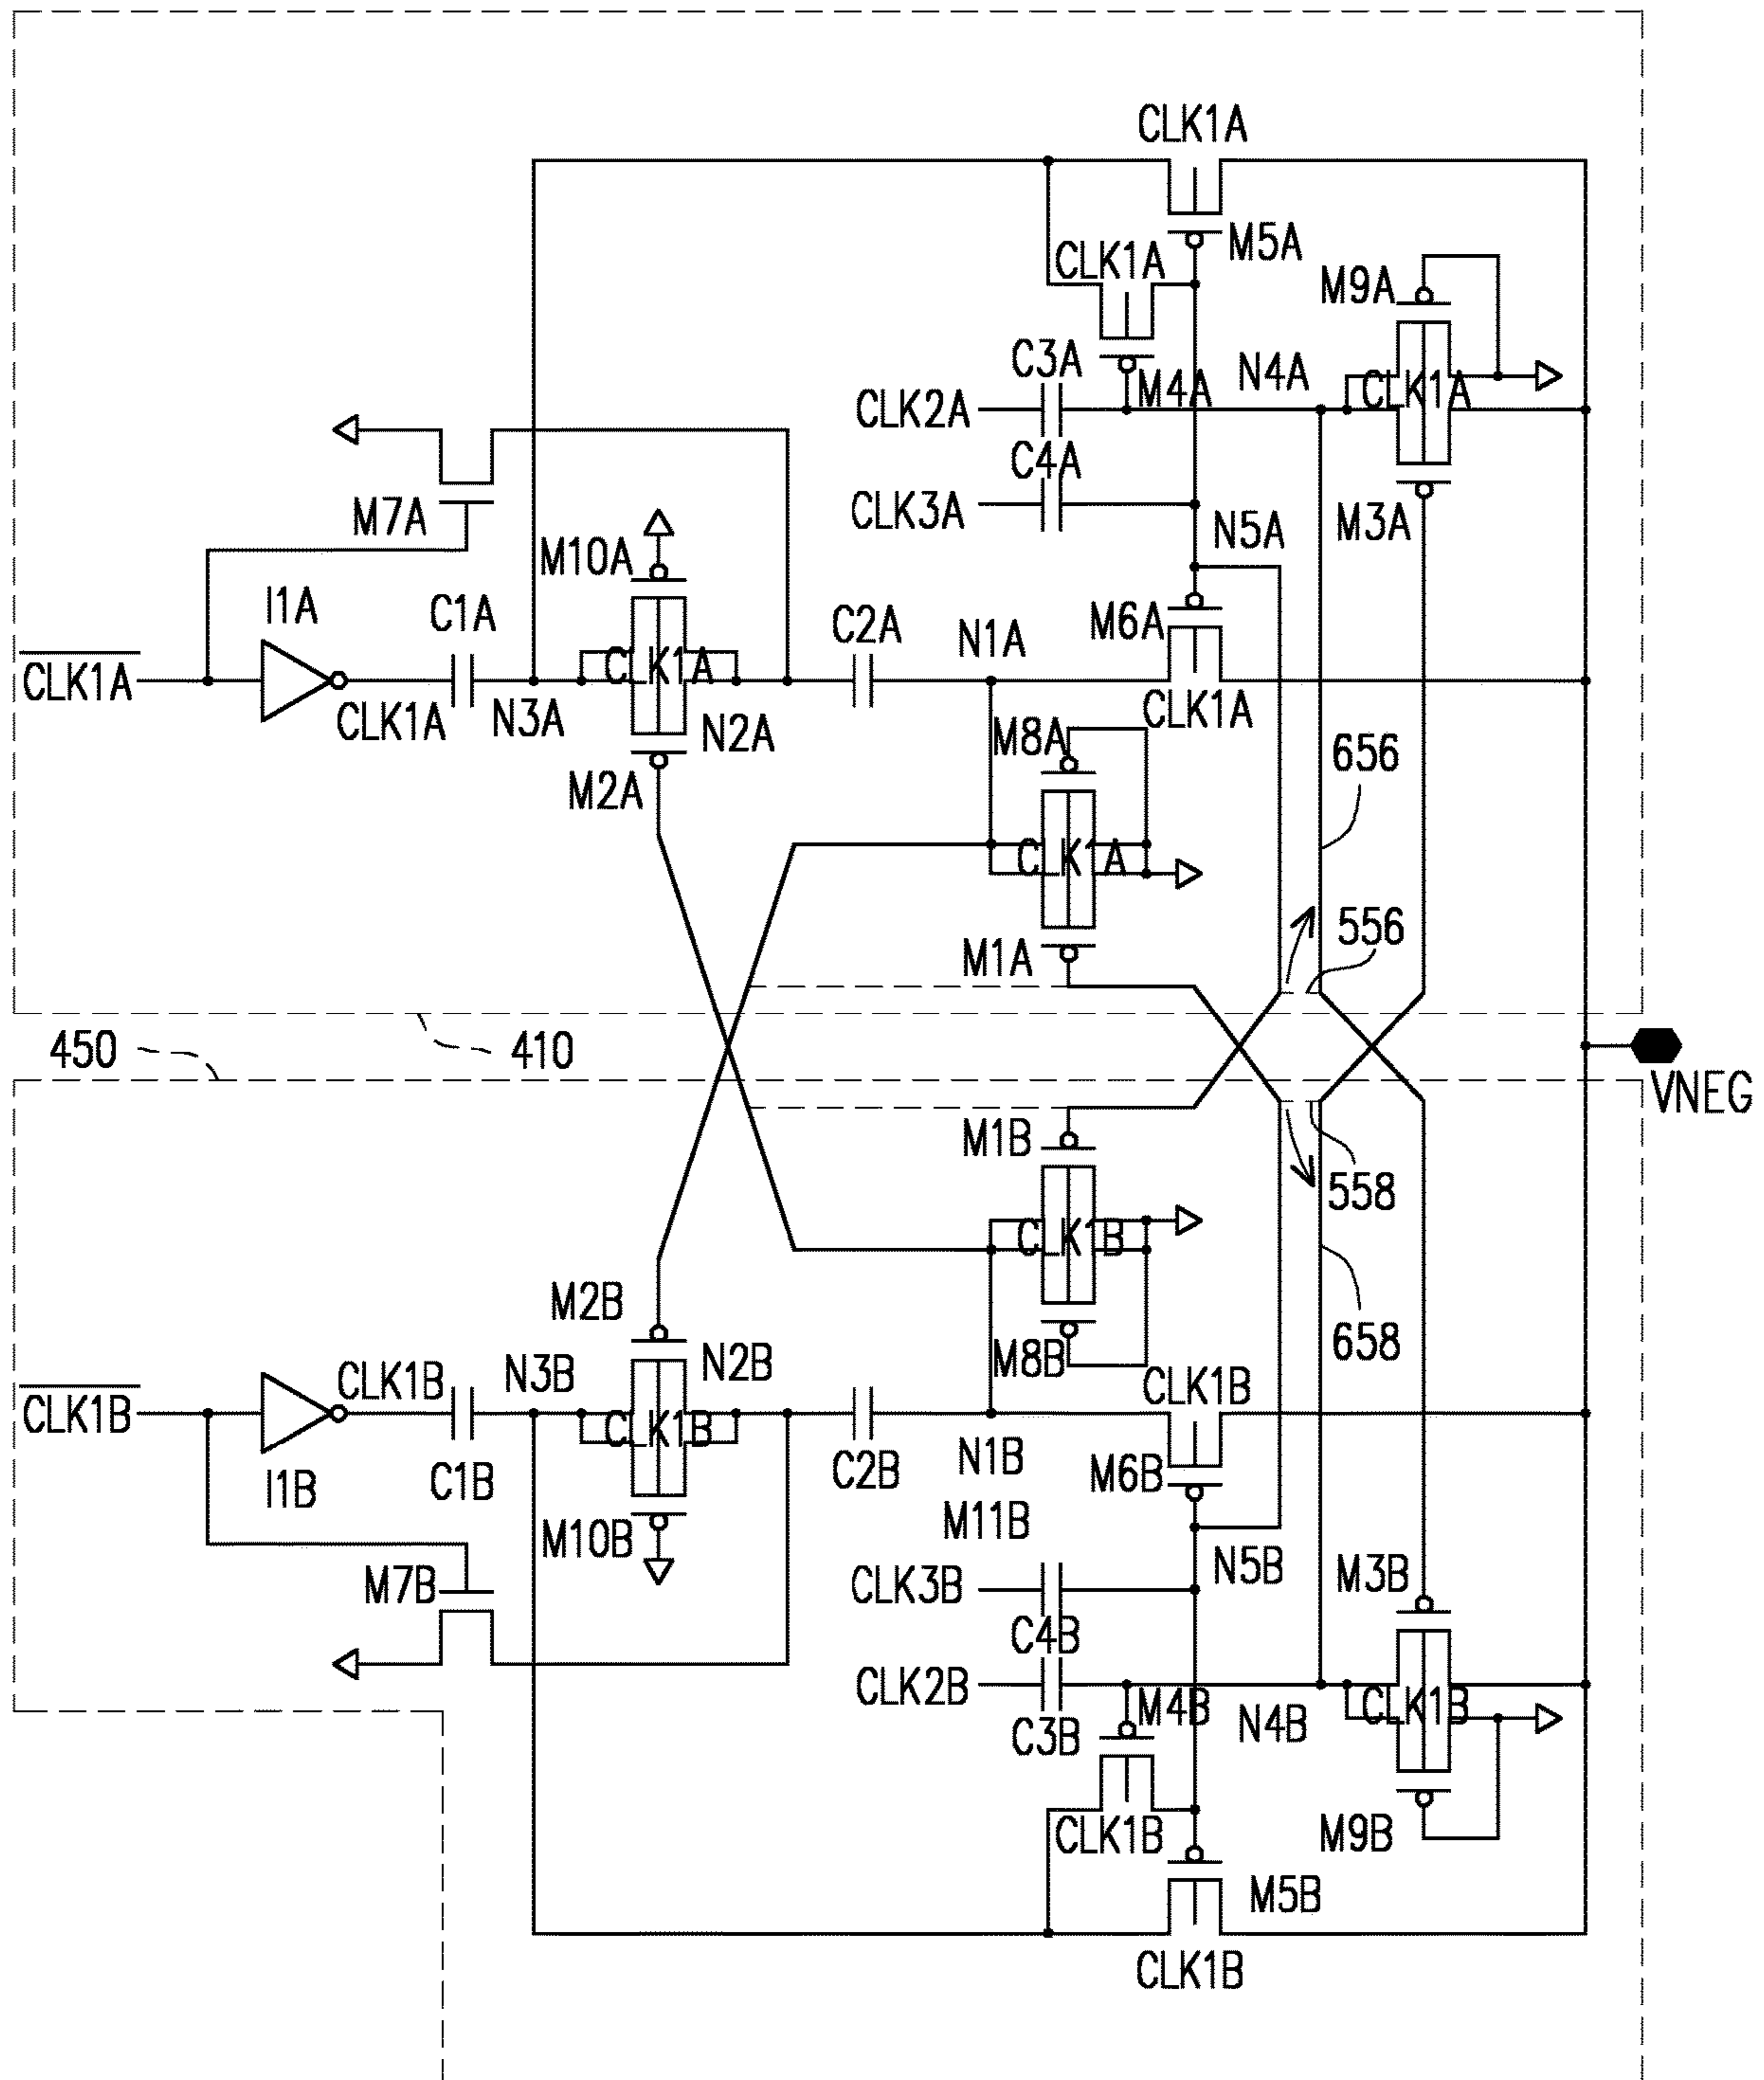 CLK1A
M5A
CLK1A
M9A
C3A
M4A
N4A
CLK1A
CLK2A
C4A
CLK3A
M7A
M3A
N5A
M10A
I1A
C1A
C2A
N1A
M6A
CLK1A
CLK1A
CLK1A
CLK1A
N3A
N2A
M8A
656
M2A
CLK1A
556
M1A
450
410
VNEG
M1B
558
CLK1B
M2B
M8B
658
N2B
CLK1B
N3B
CLK1B
CLK1B
CLK1B
C2B
N1B
M6B
I1B
C1B
M11B
M10B
N5B
M3B
M7B
CLK3B
C4B
CLK2B
M4B
N4B
CLK1B
C3B
CLK1B
M9B
M5B
CLK1B